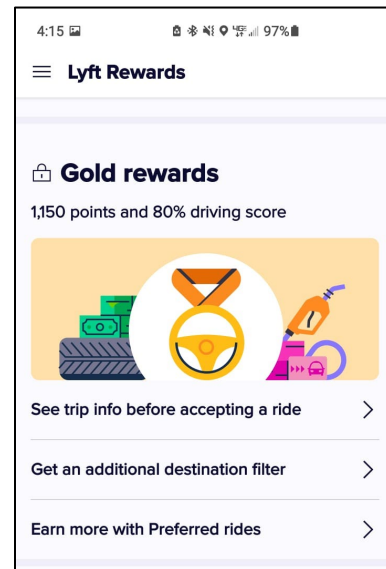 4:15 97%
Lyft Rewards
Gold rewards
1,150 points and 80% driving score
See trip info before accepting a ride
Get an additional destination filter
Earn more with Preferred rides